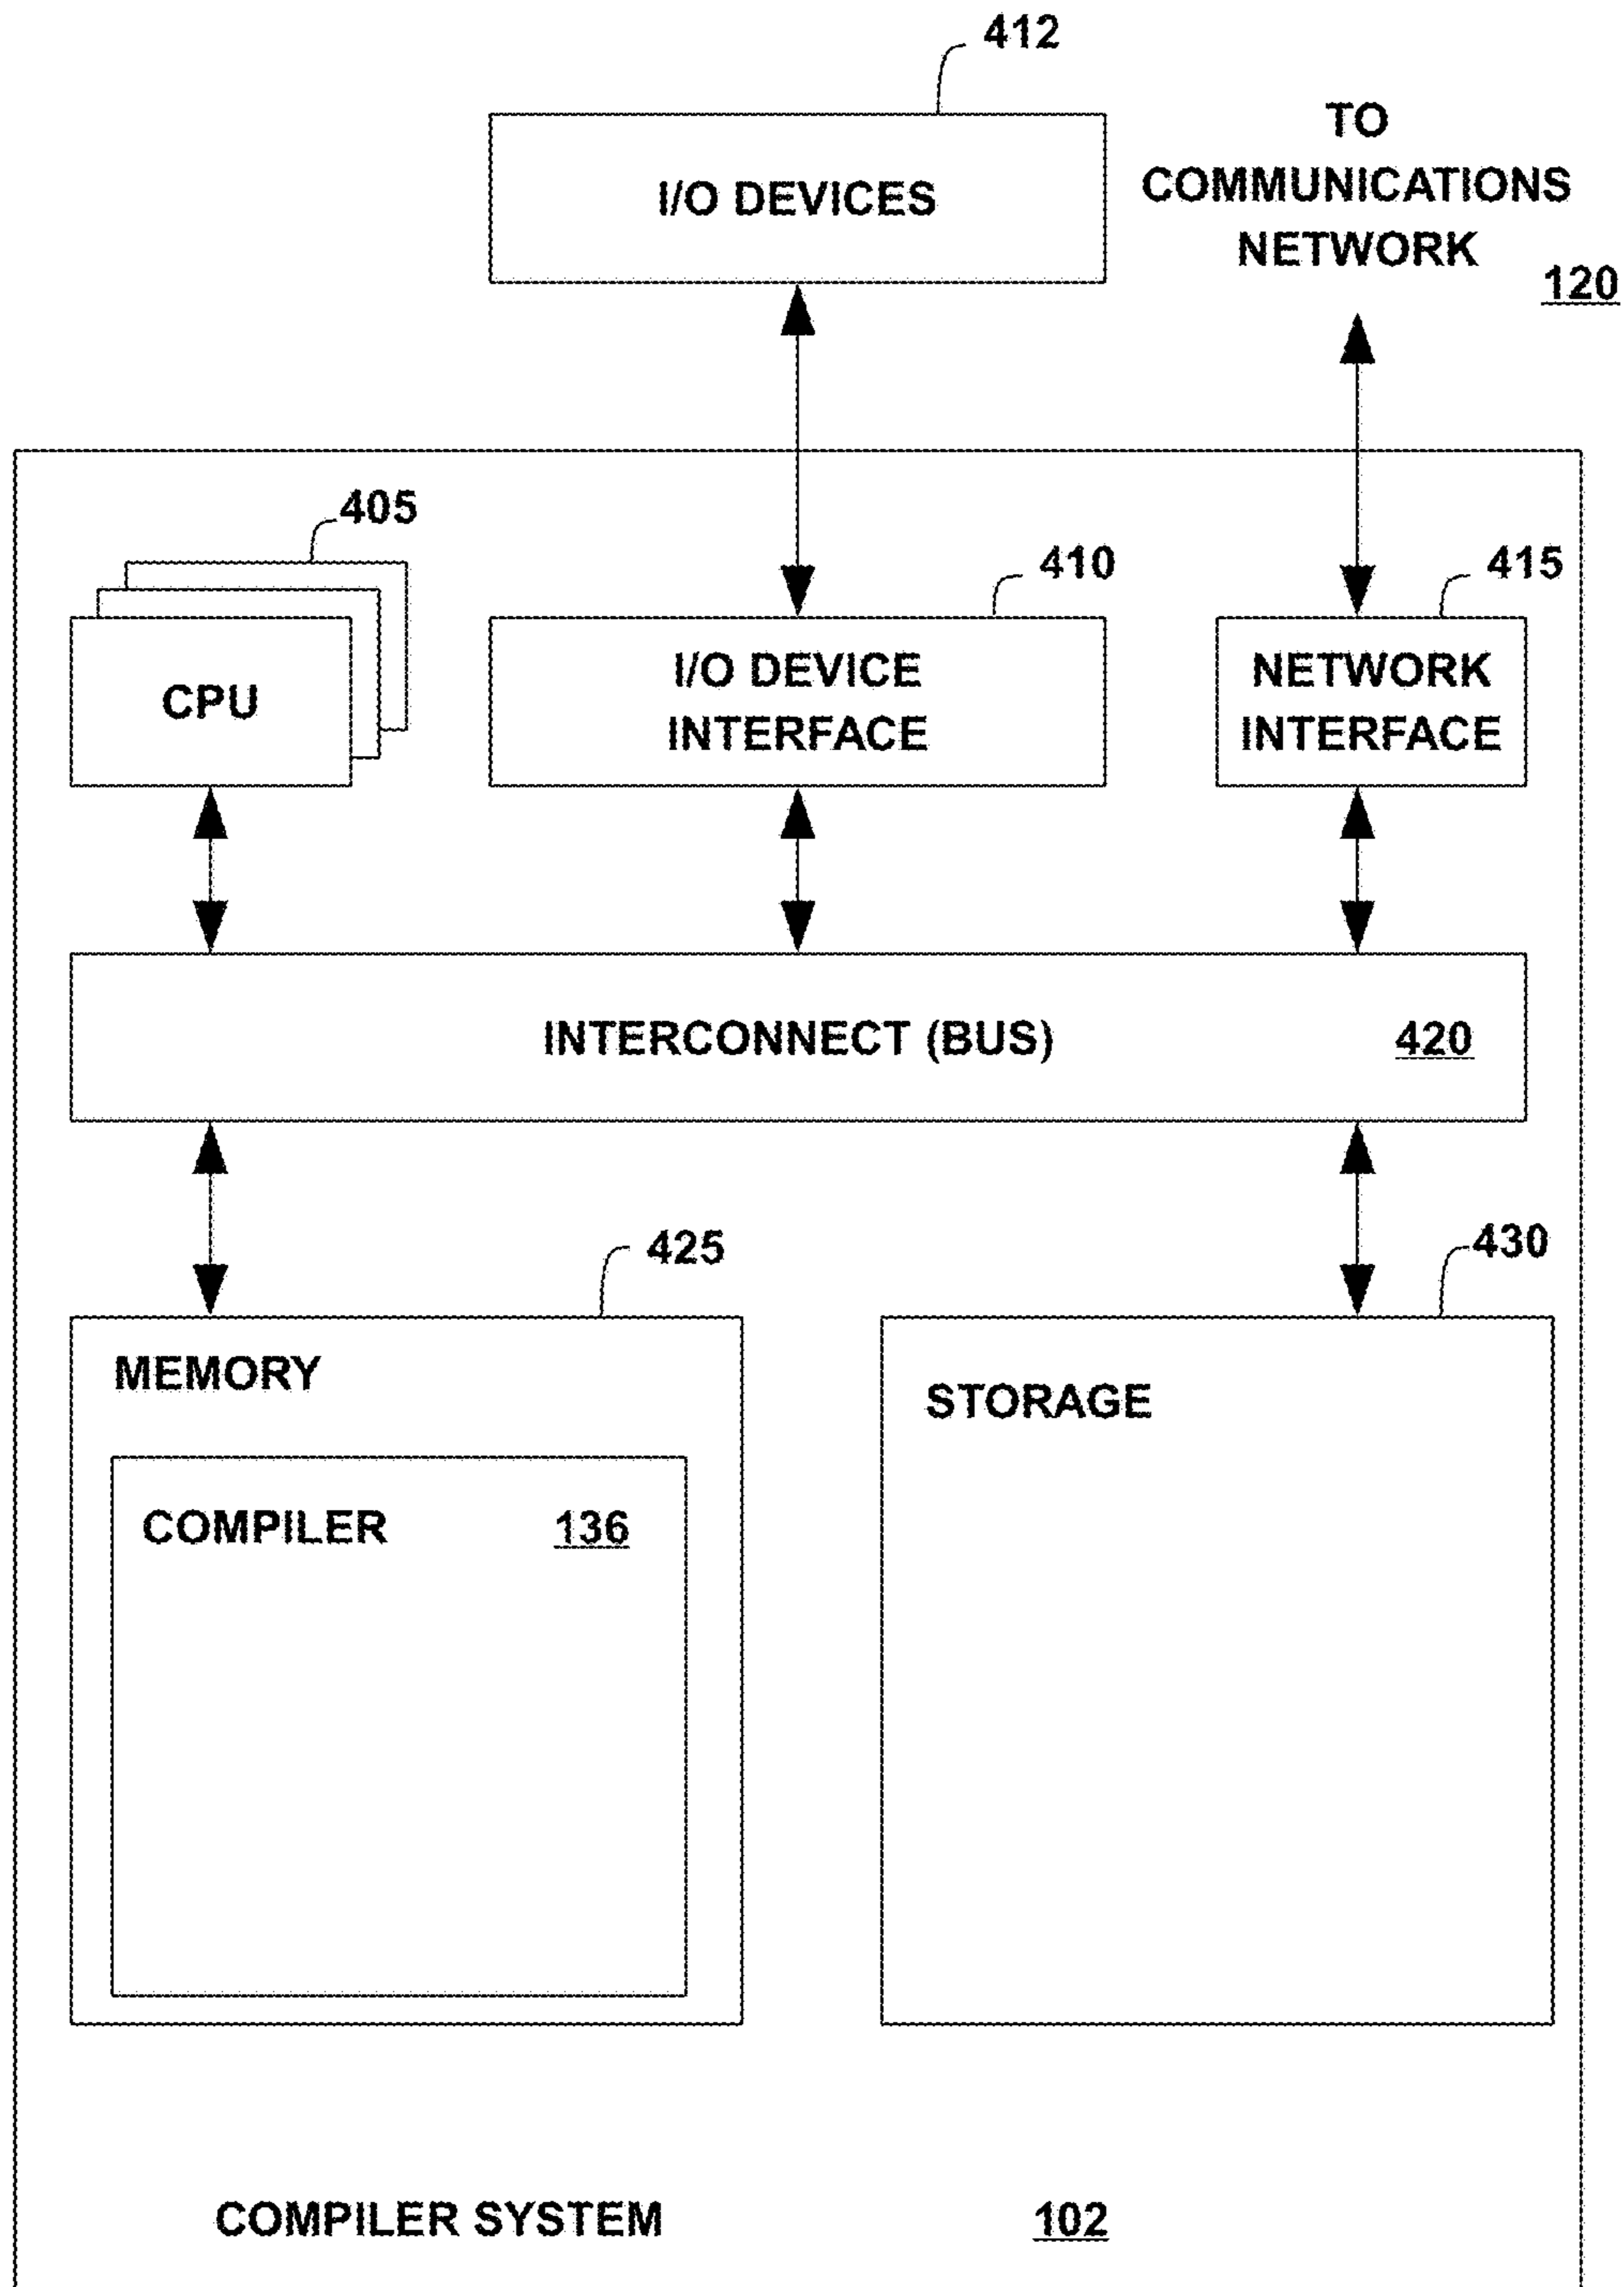 412
I/O DEVICES
TO
COMMUNICATIONS
NETWORK
120
405
CPU
410
I/O DEVICE
INTERFACE
415
NETWORK
INTERFACE
INTERCONNECT (BUS) 420
425
MEMORY
COMPILER 136
430
STORAGE
COMPILER SYSTEM 102